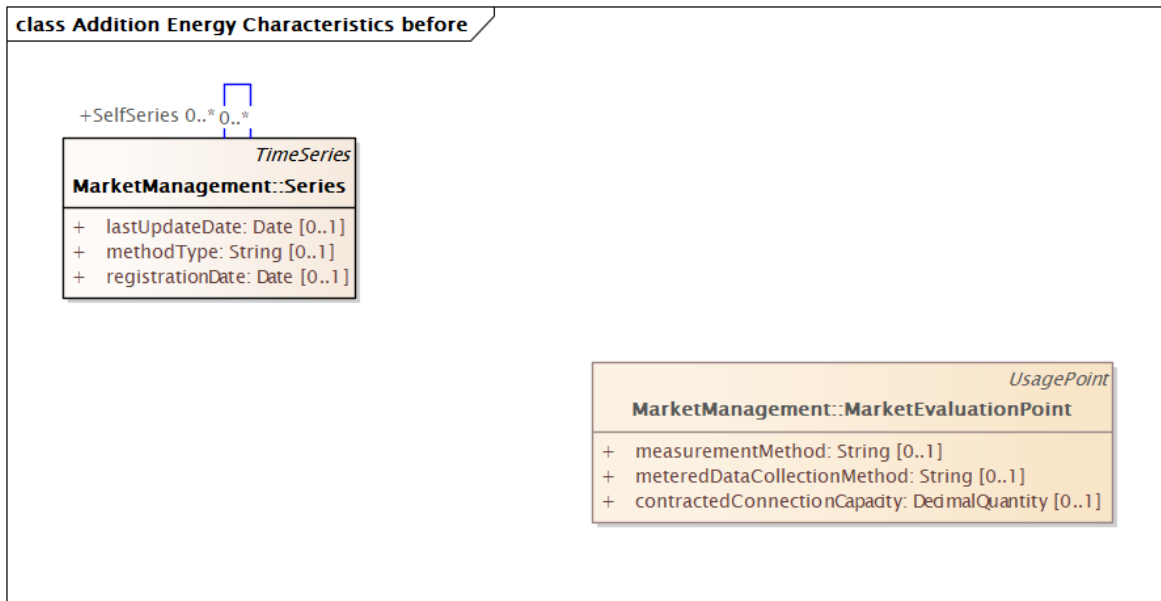 class Addition Energy Characteristics before
+SelfSeries 0..* 0..*
TimeSeries
MarketManagement::Series
+ lastUpdateDate: Date [0..1]
+ methodType: String [0..1]
+ registrationDate: Date [0..1]
UsagePoint
MarketManagement::MarketEvaluationPoint
+ measurementMethod: String [0..1]
+ meteredDataCollectionMethod: String [0..1]
+ contractedConnectionCapacity: DecimalQuantity [0..1]